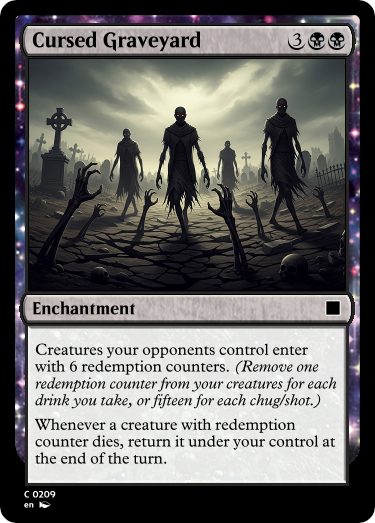 Cursed Graveyard 3
Enchantment
Creatures your opponents control enter
with 6 redemption counters. (Remove one
redemption counter from your creatures for each
drink you take, or fifteen for each chug/shot.)
Whenever a creature with redemption
counter dies, return it under your control at
the end of the turn.
C 0209
en